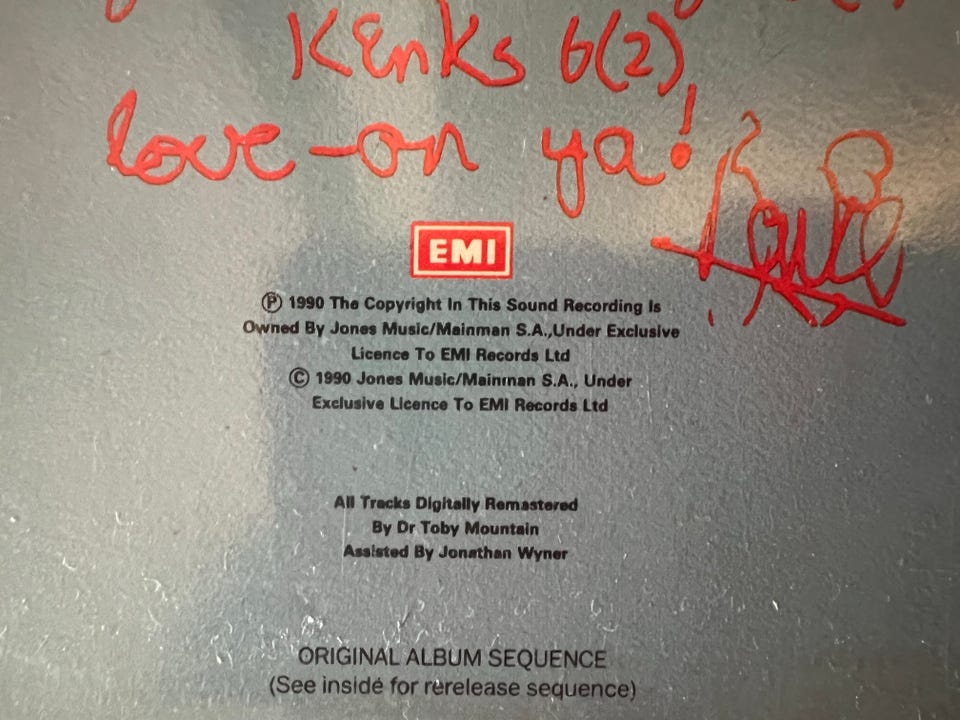 Kenks 6(2)
love-on ya!
Bowie
EMI
Ⓟ 1990 The Copyright In This Sound Recording Is
Owned By Jones Music/Mainman S.A.,Under Exclusive
Licence To EMI Records Ltd
© 1990 Jones Music/Mainman S.A., Under
Exclusive Licence To EMI Records Ltd
All Tracks Digitally Remastered
By Dr Toby Mountain
Assisted By Jonathan Wyner
ORIGINAL ALBUM SEQUENCE
(See inside for rerelease sequence)